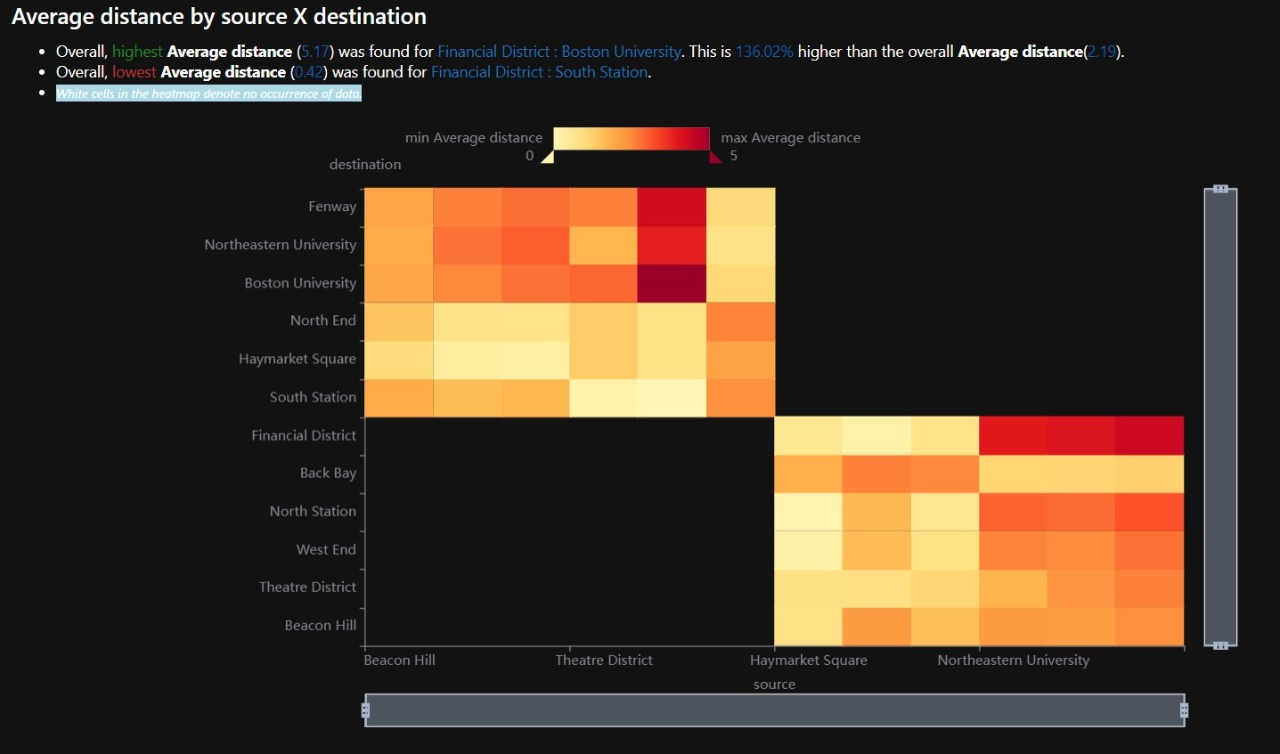 Average distance by source X destination
Overall, highest Average distance (5.17) was found for Financial District : Boston University. This is 136.02% higher than the overall Average distance(2.19).
Overall, lowest Average distance (0.42) was found for Financial District : South Station.
White cells in the heatmap denote no occurrence of data.
min Average distance
max Average distance
0
5
destination
Fenway
Northeastern University
Boston University
North End
Haymarket Square
South Station
Financial District
Back Bay
North Station
West End
Theatre District
Beacon Hill
Beacon Hill
Theatre District
Haymarket Square
Northeastern University
source